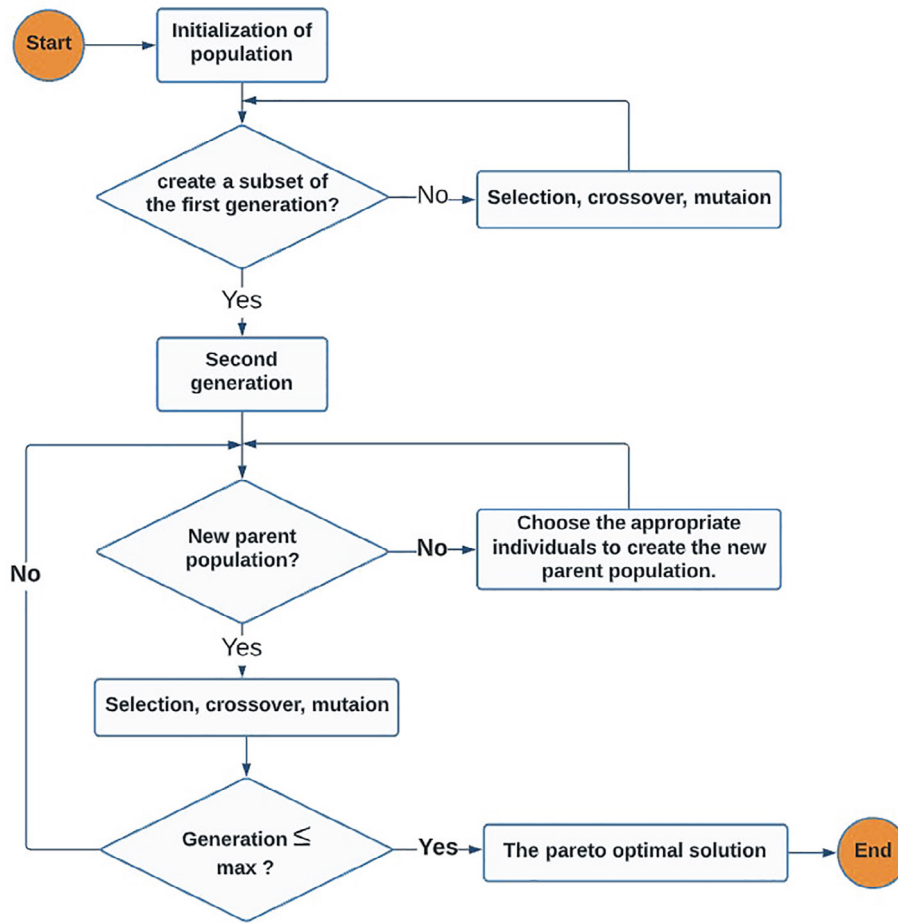 Start
Initialization of
population
create a subset of
the first generation?
No
Selection, crossover, mutaion
Yes
Second
generation
New parent
population?
No
Choose the appropriate
individuals to create the new
parent population.
No
Yes
Selection, crossover, mutaion
Generation ≤
max ?
Yes
The pareto optimal solution
End